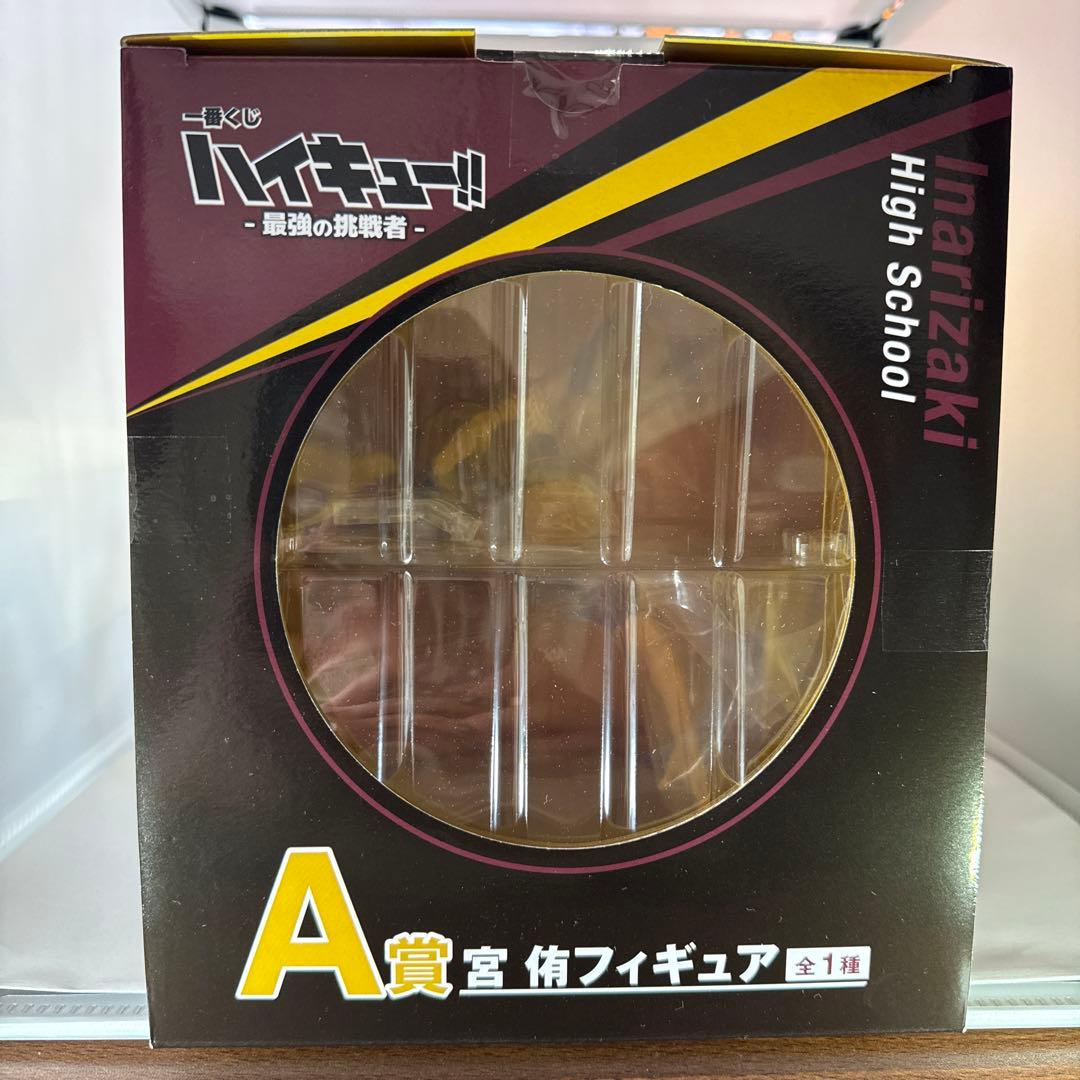 一番くじ
ハイキュー!!
- 最強の挑戦者 -
Inarizaki
High School
A賞 宮 侑フィギュア 全1種